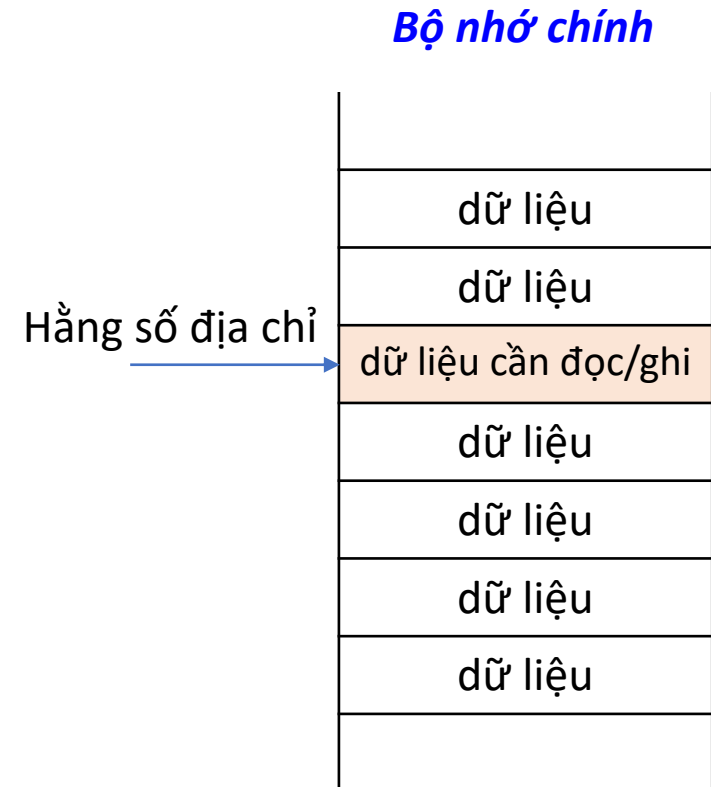 Bộ nhớ chính
dữ liệu
dữ liệu
Hằng số địa chỉ
dữ liệu cần đọc/ghi
dữ liệu
dữ liệu
dữ liệu
dữ liệu